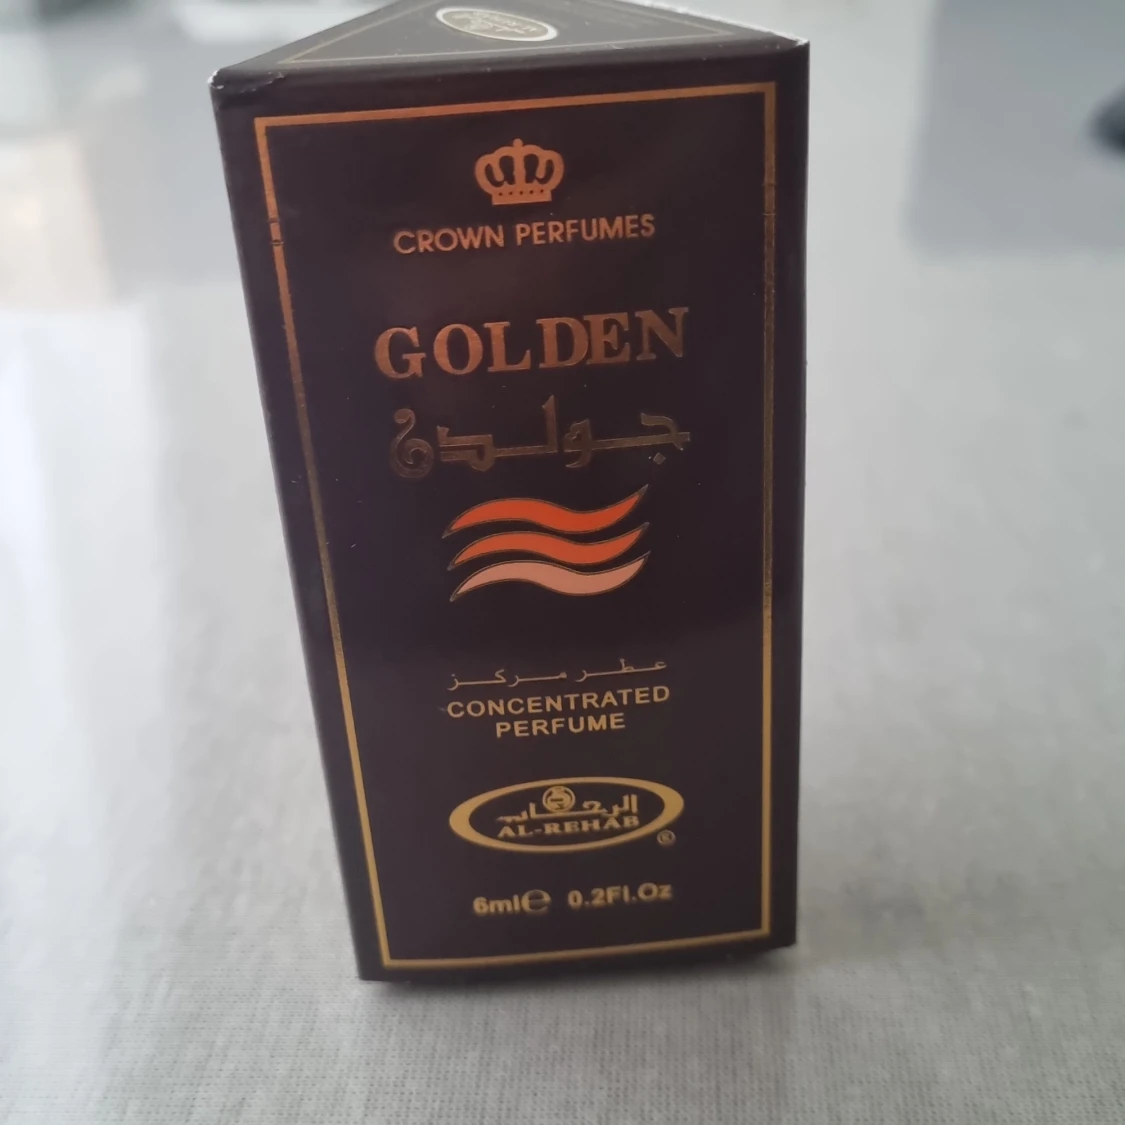 CROWN PERFUMES
GOLDEN
جولدن
عطر مركز
CONCENTRATED
PERFUME
الرحاب
AL-REHAB
®
6ml℮ 0.2Fl.Oz